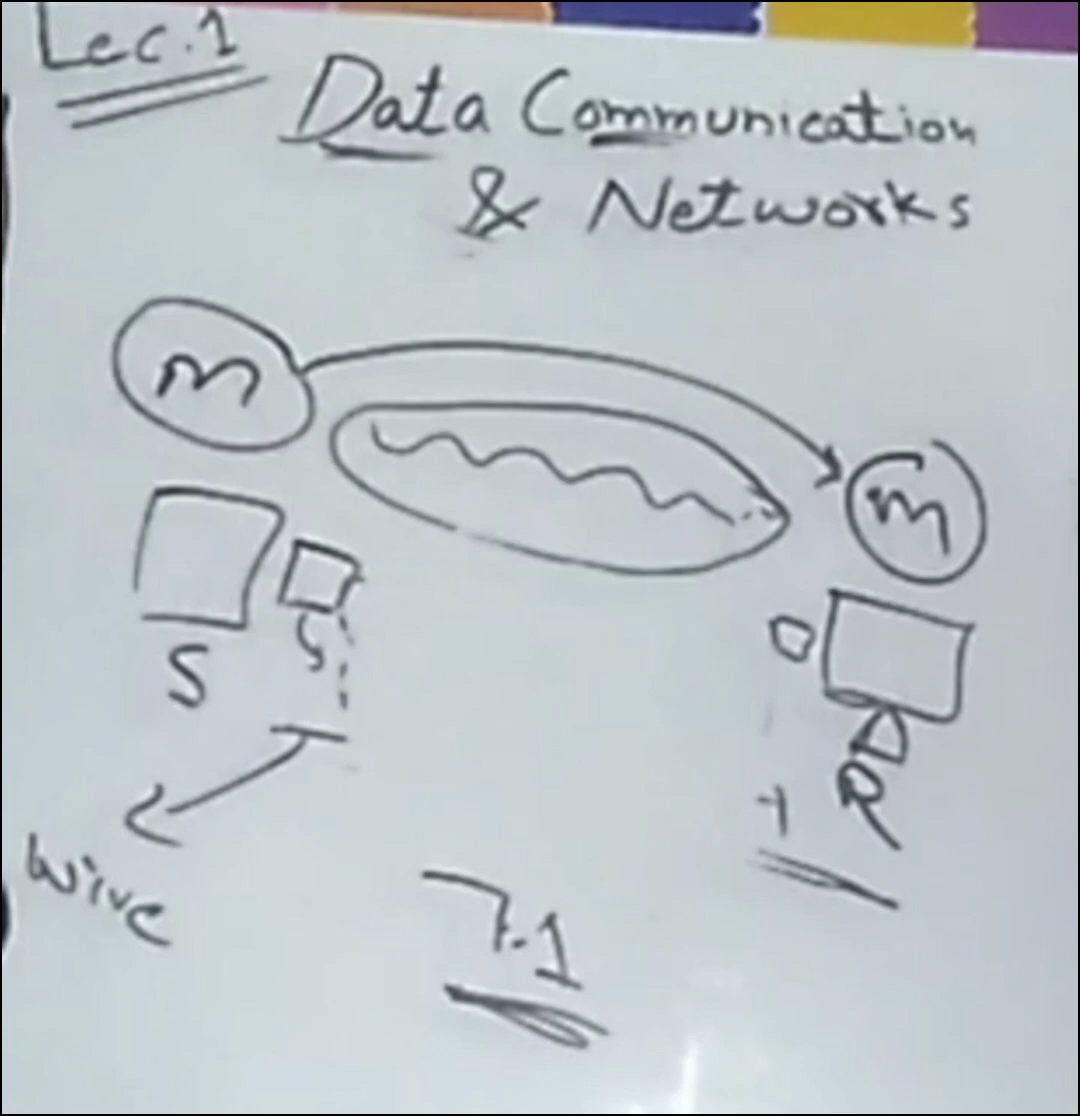 Lec.1
Data Communication
& Networks
m
m
S
S
R
Wire
7.1